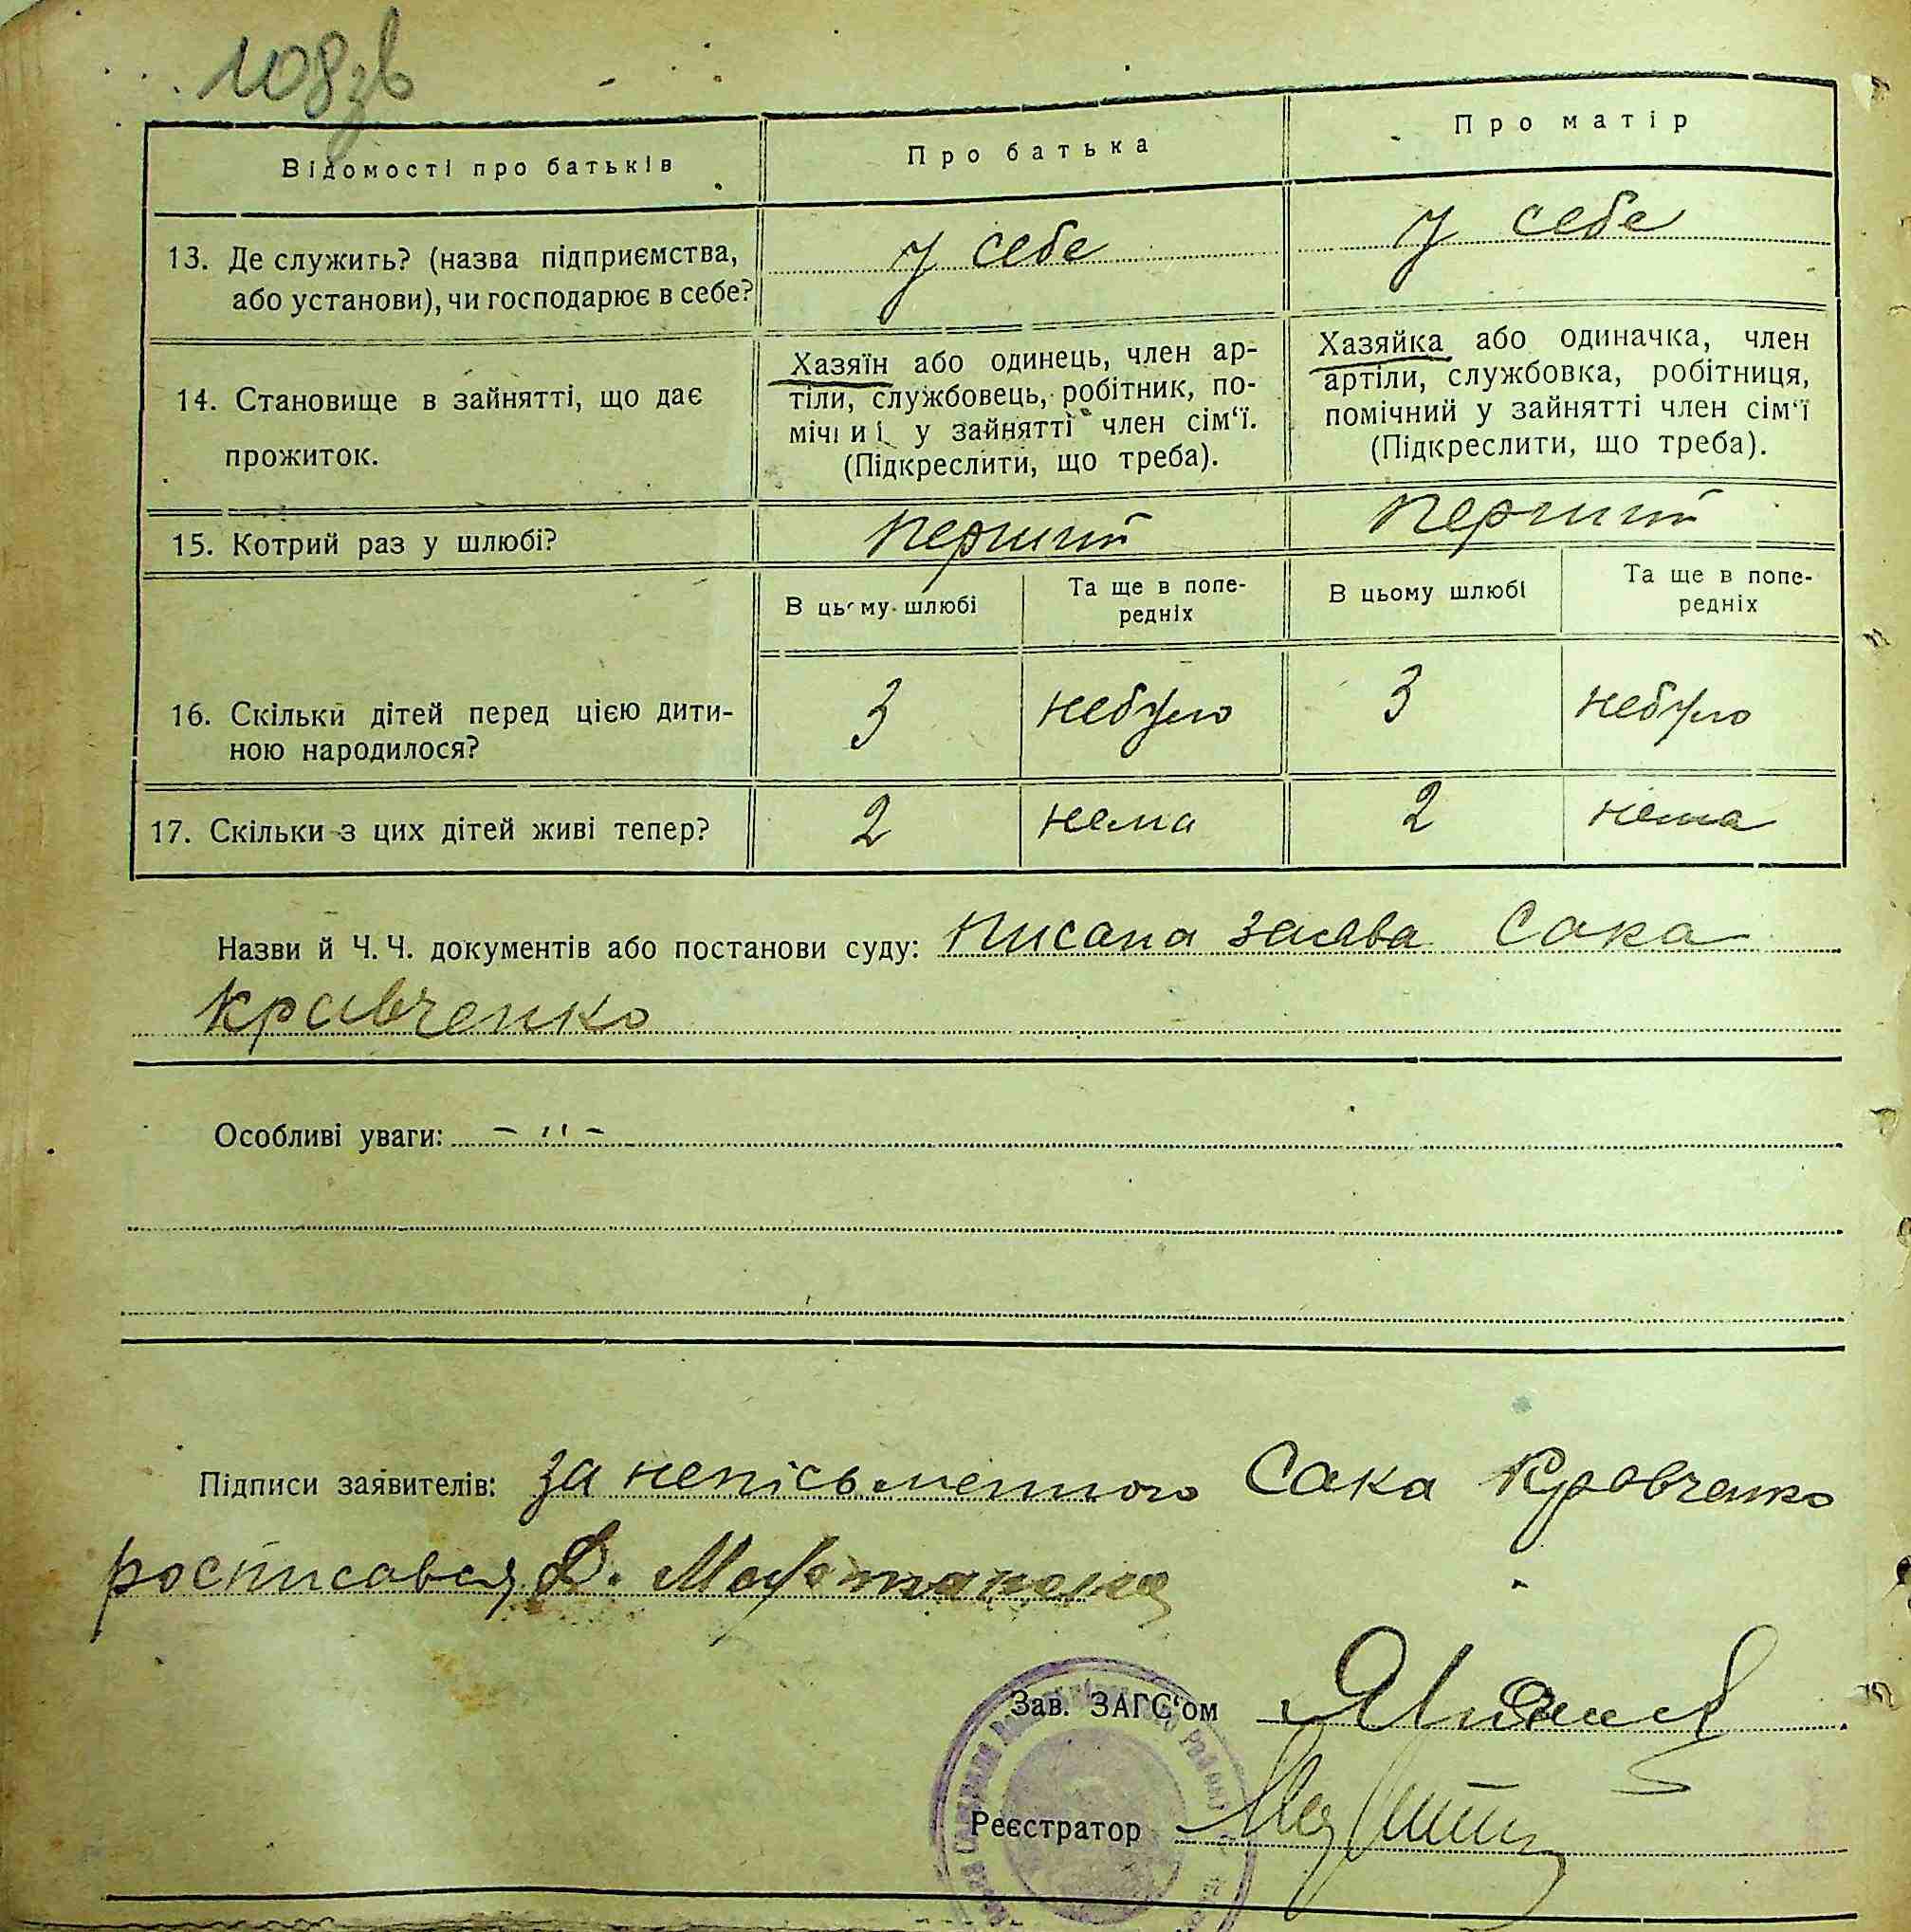 108зв
Відомості про батьків
Про батька
Про матір
13. Де служить? (назва підприємства,
або установи), чи господарює в себе?
у себе
у себе
14. Становище в зайнятті, що дає
прожиток.
Хазяїн або одинець, член ар-
тіли, службовець, робітник, по-
мічний у зайнятті член сім'ї.
(Підкреслити, що треба).
Хазяйка або одиначка, член
артіли, службовка, робітниця,
помічний у зайнятті член сім'ї
(Підкреслити, що треба).
15. Котрий раз у шлюбі?
перший
перший
В цьому шлюбі
Та ще в попе-
редніх
В цьому шлюбі
Та ще в попе-
редніх
16. Скільки дітей перед цією дити-
ною народилося?
3
небуло
3
небуло
17. Скільки з цих дітей живі тепер?
2
нема
2
нема
Назви й Ч.Ч. документів або постанови суду: писана заява Сака
Кравченко
Особливі уваги: – " –
Підписи заявителів: за непісьменного Сака Кравченко
росписався
Зав. ЗАГС'ом
Реєстратор